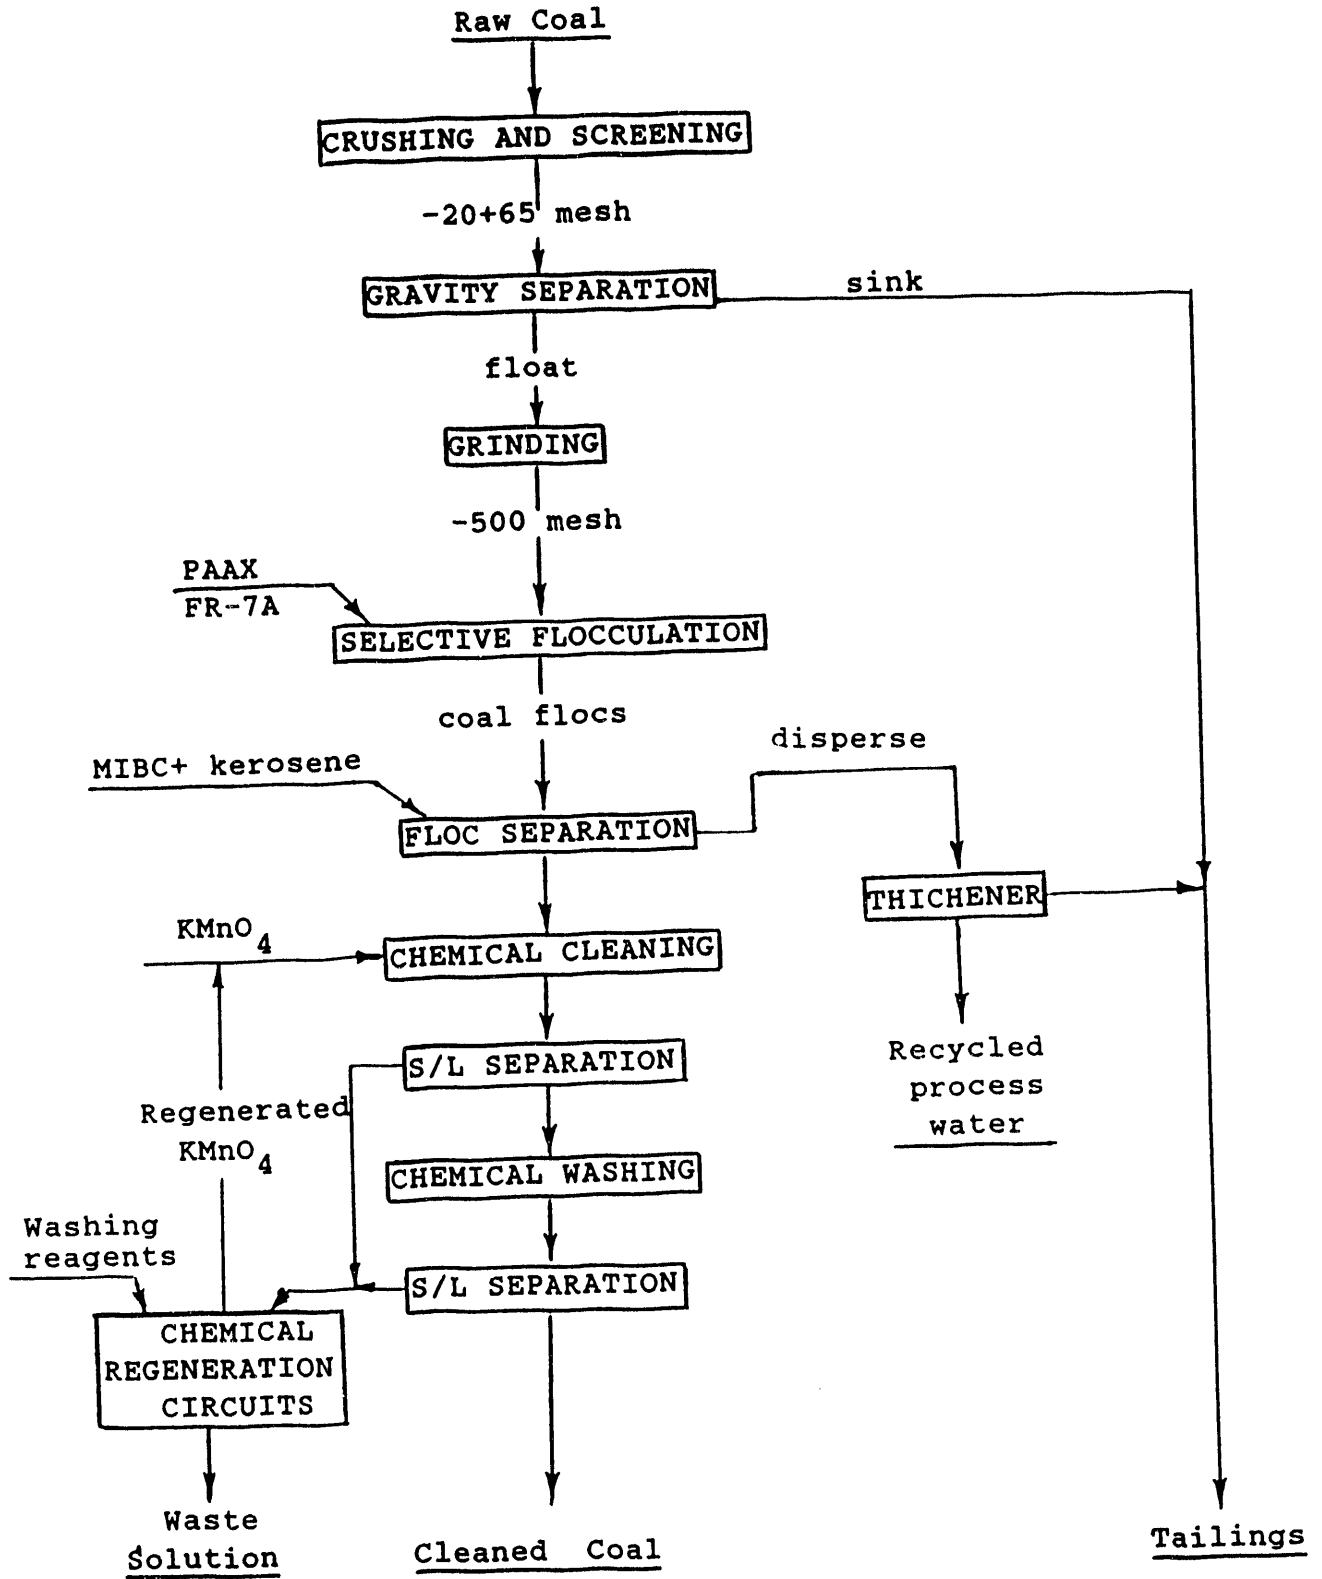 Raw Coal
CRUSHING AND SCREENING
-20+65 mesh
GRAVITY SEPARATION
sink
float
GRINDING
-500 mesh
PAAX
FR-7A
SELECTIVE FLOCCULATION
coal flocs
disperse
MIBC+ kerosene
FLOC SEPARATION
THICHENER
KMnO4
CHEMICAL CLEANING
Recycled
process
water
S/L SEPARATION
Regenerated
KMnO4
CHEMICAL WASHING
Washing
reagents
S/L SEPARATION
CHEMICAL
REGENERATION
CIRCUITS
Waste
Solution
Cleaned Coal
Tailings